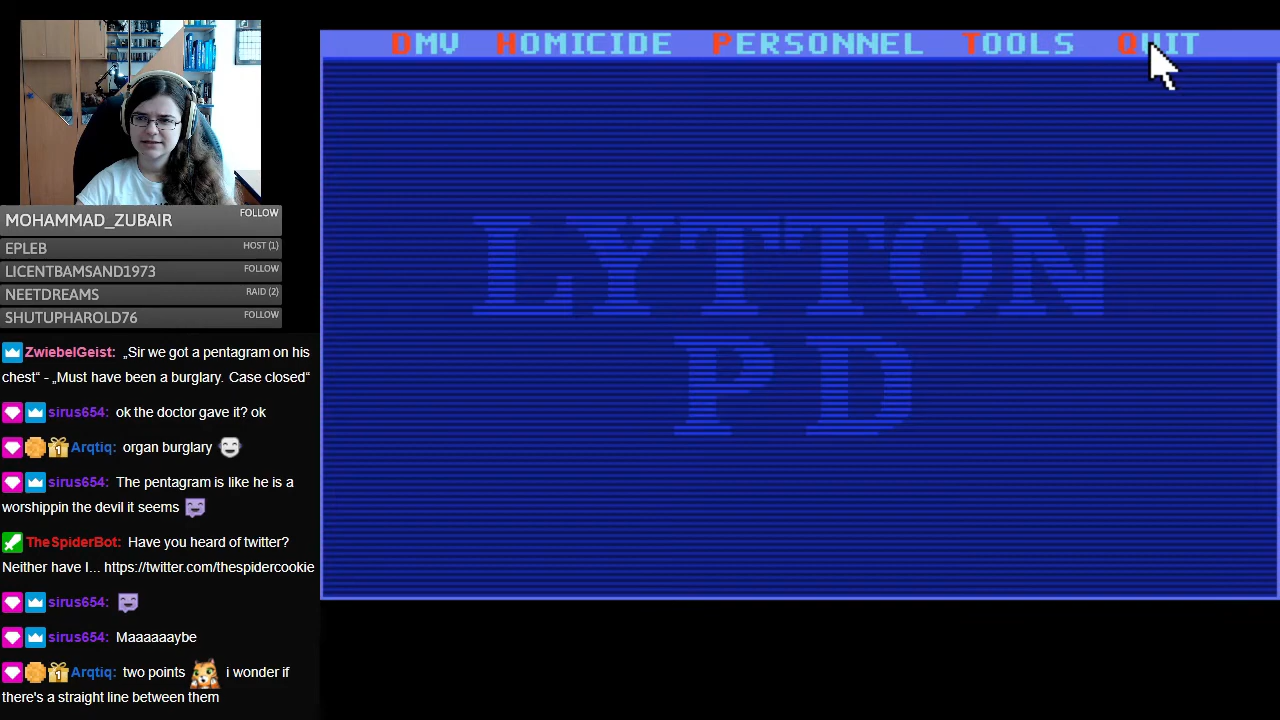 DMV HOMICIDE PERSONNEL TOOLS QUIT
LYTTON
PD
MOHAMMAD_ZUBAIR FOLLOW
EPLEB HOST (1)
LICENTBAMSAND1973 FOLLOW
NEETDREAMS RAID (2)
SHUTUPHAROLD76 FOLLOW
ZwiebelGeist: „Sir we got a pentagram on his
chest“ - „Must have been a burglary. Case closed“
sirus654: ok the doctor gave it? ok
1 Arqtiq: organ burglary
sirus654: The pentagram is like he is a
worshippin the devil it seems
TheSpiderBot: Have you heard of twitter?
Neither have I... https://twitter.com/thespidercookie
sirus654:
sirus654: Maaaaaaybe
1 Arqtiq: two points i wonder if
there's a straight line between them